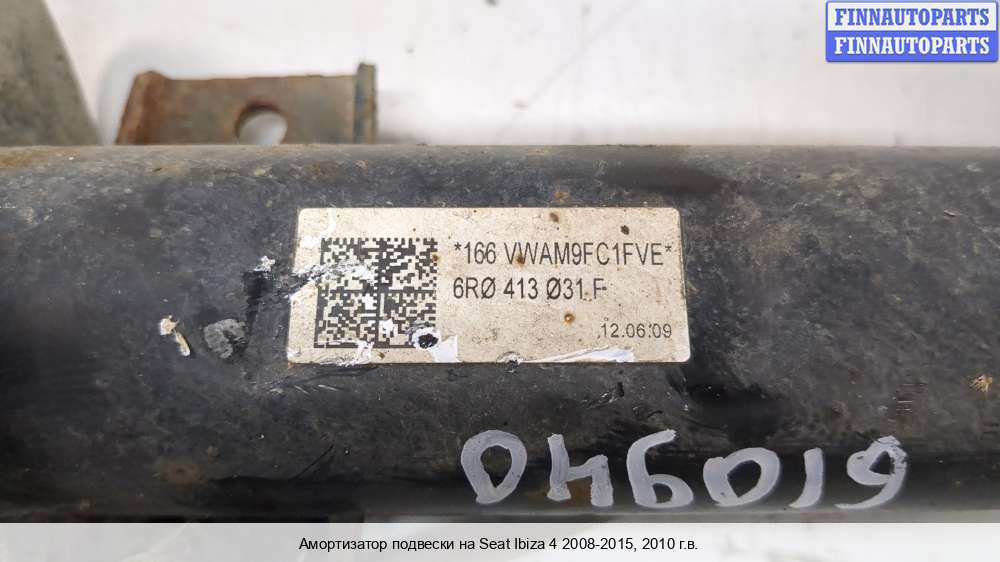 FINNAUTOPARTS
FINNAUTOPARTS
*166 VWAM9FC1FVE*
6RØ 413 Ø31 F
12.06.09
610940
Амортизатор подвески на Seat Ibiza 4 2008-2015, 2010 г.в.